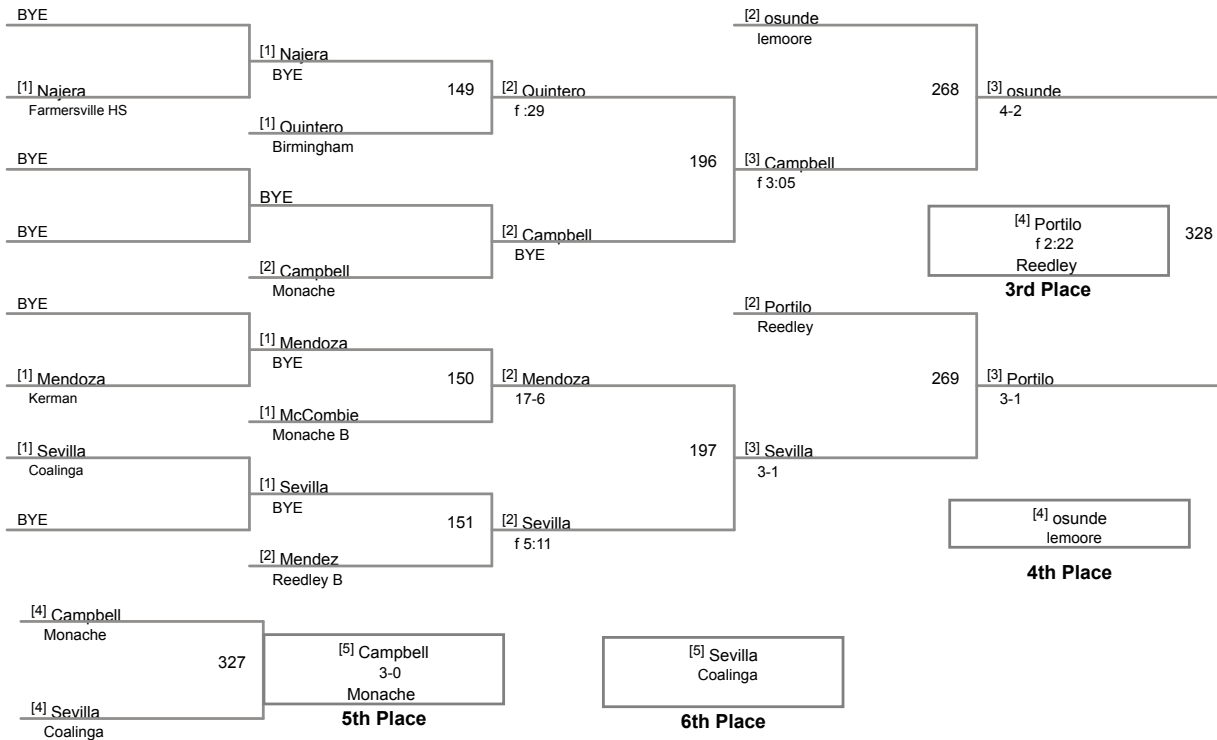 BYE
[1] Najera
Farmersville HS
BYE
BYE
BYE
[1] Mendoza
Kerman
[1] Sevilla
Coalinga
BYE
[1] Najera
BYE
149
[1] Quintero
Birmingham
BYE
[2] Campbell
Monache
[1] Mendoza
BYE
150
[1] McCombie
Monache B
[1] Sevilla
BYE
151
[2] Mendez
Reedley B
[2] Quintero
f :29
196
[2] Campbell
BYE
[2] Mendoza
17-6
197
[2] Sevilla
f 5:11
[2] osunde
lemoore
268
[3] Campbell
f 3:05
[2] Portilo
Reedley
269
[3] Sevilla
3-1
[3] osunde
4-2
[4] Portilo
f 2:22
Reedley
328
3rd Place
[3] Portilo
3-1
[4] osunde
lemoore
4th Place
[4] Campbell
Monache
327
[4] Sevilla
Coalinga
[5] Campbell
3-0
Monache
5th Place
[5] Sevilla
Coalinga
6th Place